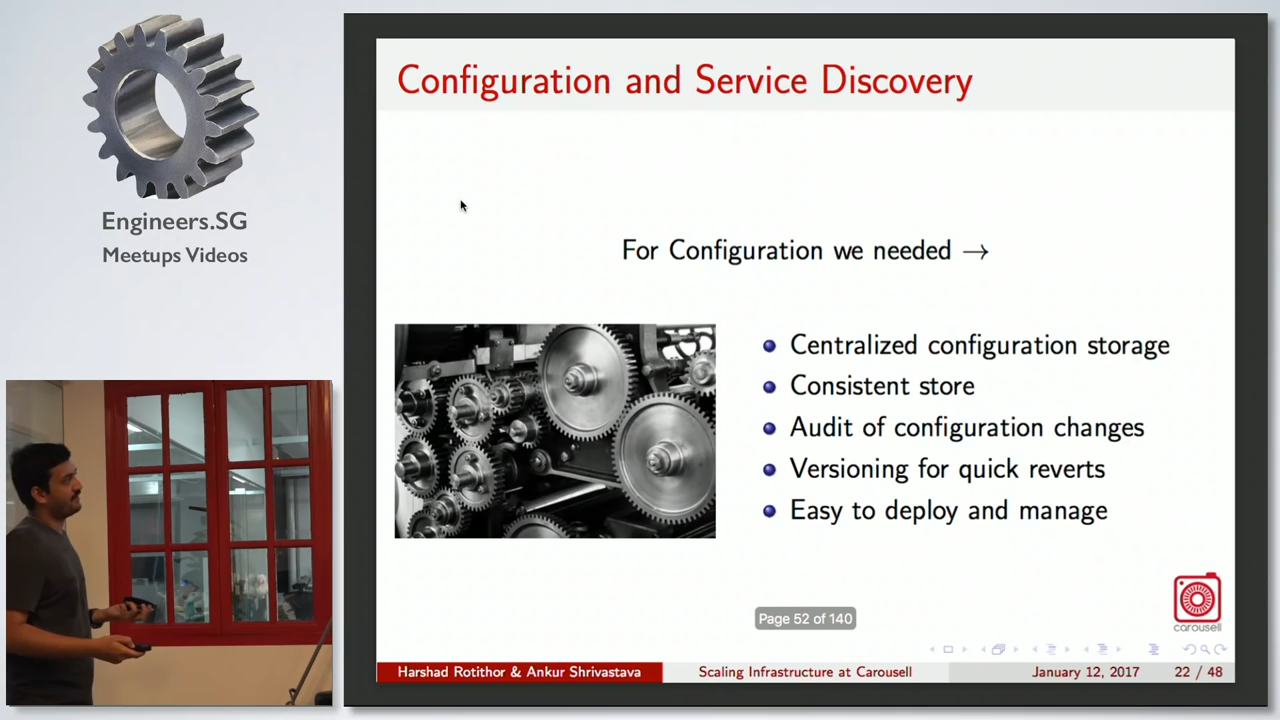 Engineers.SG
Meetups Videos
Configuration and Service Discovery
For Configuration we needed →
Centralized configuration storage
Consistent store
Audit of configuration changes
Versioning for quick reverts
Easy to deploy and manage
carousell
Page 52 of 140
Harshad Rotithor & Ankur Shrivastava
Scaling Infrastructure at Carousell
January 12, 2017
22 / 48